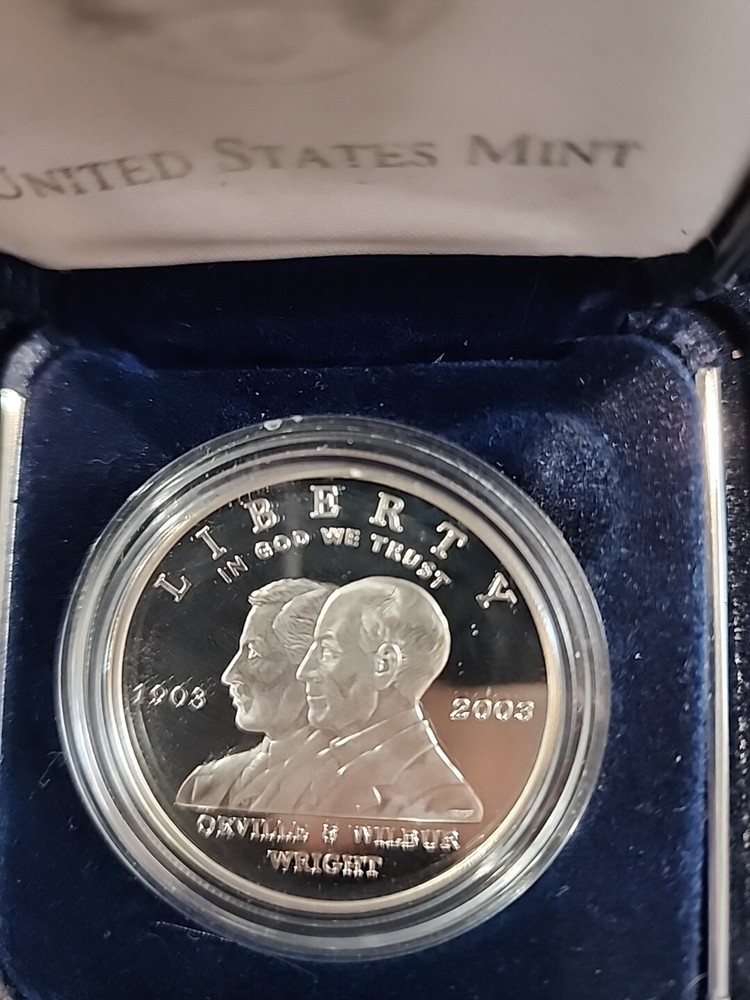 UNITED STATES MINT
LIBERTY
IN GOD WE TRUST
1903 2003
ORVILLE & WILBUR
WRIGHT